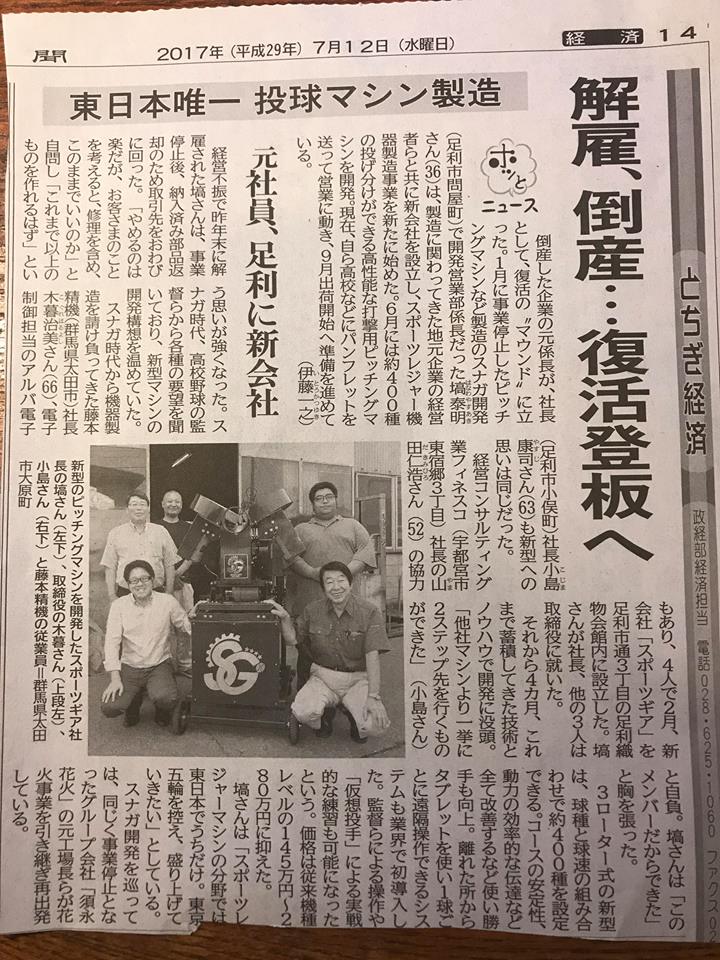 聞
2017年(平成29年)7月12日(水曜日)
経済
14
とちぎ経済
政経部経済担当 電話028・625・1060 ファクス02
東日本唯一 投球マシン製造
解雇、倒産…復活登板へ
元社員、足利に新会社
ホッと
ニュース
倒産した企業の元係長が、社長
として、復活の〝マウンド〟に立
った。1月に事業停止したピッチ
ングマシンなど製造のスナガ開発
(足利市問屋町)で開発営業部係長だった塙泰明
さん(36)は、製造に関わってきた地元企業の経営
者らと共に新会社を設立し、スポーツレジャー機
器製造事業を新たに始めた。6月には約400種
の投げ分けができる高性能な打撃用ピッチングマ
シンを開発。現在、自ら高校などにパンフレットを
送って営業に動き、9月出荷開始へ準備を進めて
いる。
(伊藤一之)
経営不振で昨年末に解
雇された塙さんは、事業
停止後、納入済み部品返
却のため取引先をおわび
に回った。「やめるのは
楽だが、お客さまのこと
を考えると、修理を含め、
このままでいいのか」と
自問し「これまで以上の
ものを作れるはず」とい
う思いが強くなった。ス
ナガ時代、高校野球の監
督らから各種の要望を聞
いており、新型マシンの
開発構想を温めていた。
スナガ時代から機器製
造を請け負ってきた藤本
精機(群馬県太田市)社長
木暮治美さん(66)、電子
制御担当のアルバ電子
(足利市小俣町)社長小島
康司さん(63)も新型への
思いは同じだった。
経営コンサルティング
業フィネスコ(宇都宮市
東宿郷3丁目)社長の山
田仁浩さん(52)の協力
もあり、4人で2月、新
会社「スポーツギア」を
足利市通3丁目の足利織
物会館内に設立した。塙
さんが社長、他の3人は
取締役に就いた。
それから4カ月、これ
まで蓄積してきた技術と
ノウハウで開発に没頭。
「他社マシンより一挙に
2ステップ先を行くもの
ができた」(小島さん)
と自負。塙さんは「この
メンバーだからできた」
と胸を張った。
3ローター式の新型
は、球種と球速の組み合
わせで約400種を設定
できる。コースの安定性、
動力の効率的な伝達など
全て改善するなど使い勝
手も向上。離れた所から
タブレットを使い1球ご
とに遠隔操作できるシス
テムも業界で初導入し
た。監督らによる操作や
「仮想投手」による実戦
的な練習も可能になった
という。価格は従来機種
レベルの145万円〜2
80万円に抑えた。
塙さんは「スポーツレ
ジャーマシンの分野では
東日本でうちだけ。東京
五輪を控え、盛り上げて
いきたい」としている。
スナガ開発を巡って
は、同じく事業停止とな
ったグループ会社「須永
花火」の元工場長らが花
火事業を引き継ぎ再出発
している。
SG
新型のピッチングマシンを開発したスポーツギア社
長の塙さん(左下)、取締役の木暮さん(上段左)、
小島さん(右下)と藤本精機の従業員=群馬県太田
市大原町